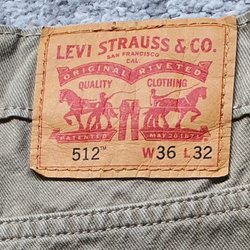 LEVI STRAUSS & CO.
SAN FRANCISCO
CAL.
ORIGINAL RIVETED
QUALITY CLOTHING
PATENTED MAY 20 1873
512™ W36 L32